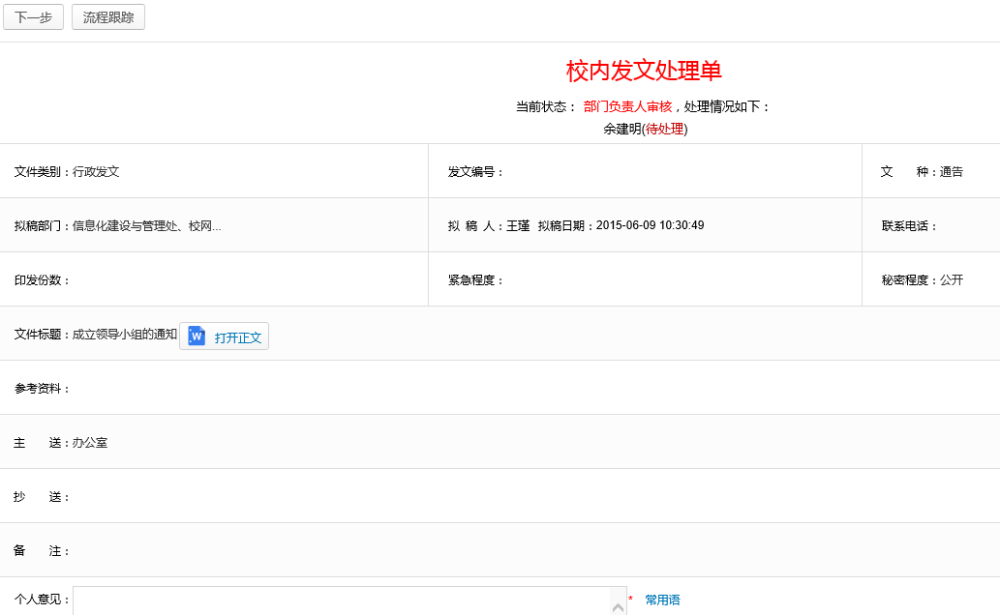 下一步 流程跟踪
校内发文处理单
当前状态： 部门负责人审核，处理情况如下：
余建明(待处理)
文件类别：行政发文 发文编号： 文 种：通告
拟稿部门：信息化建设与管理处、校网... 拟 稿 人：王瑾 拟稿日期：2015-06-09 10:30:49 联系电话：
印发份数： 紧急程度： 秘密程度：公开
文件标题：成立领导小组的通知 W 打开正文
参考资料：
主 送：办公室
抄 送：
备 注：
个人意见： * 常用语